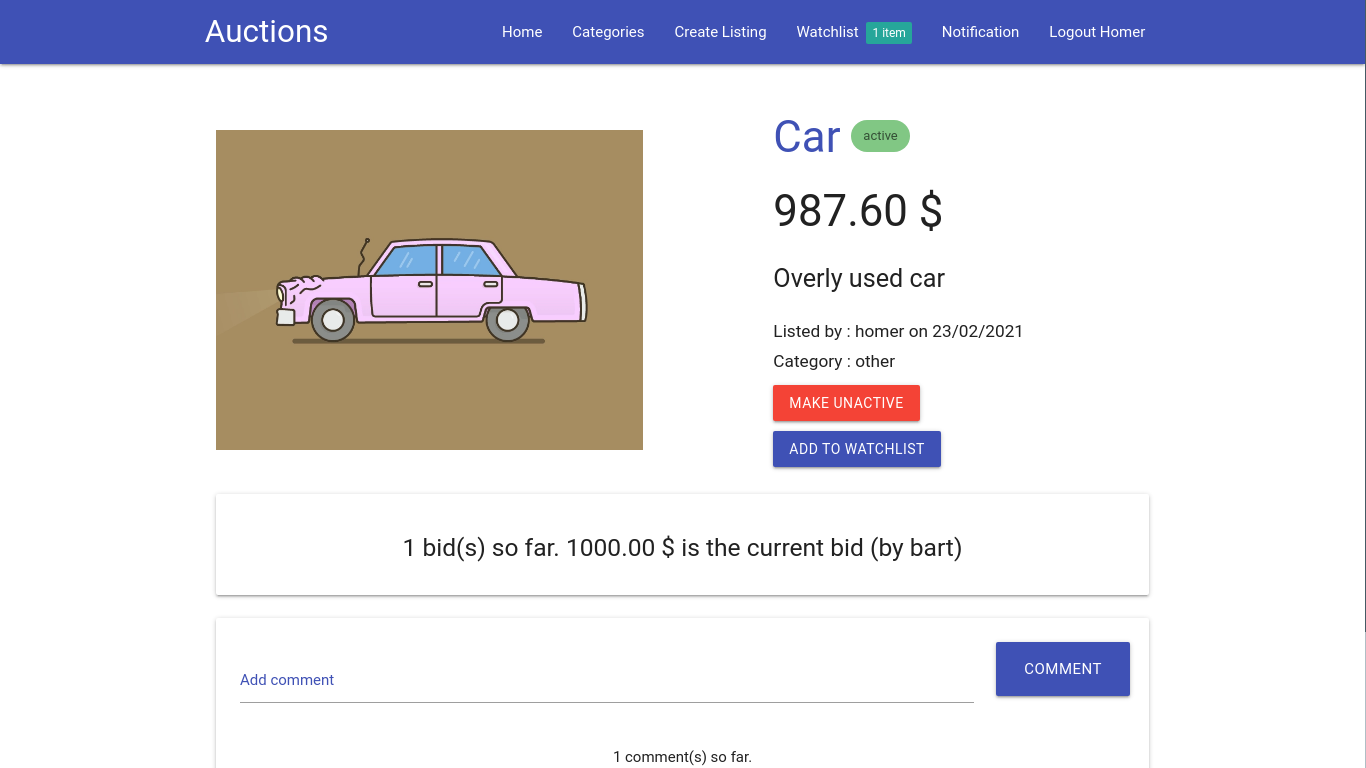 Auctions
Home Categories Create Listing Watchlist 1 item Notification Logout Homer
Car active
987.60 $
Overly used car
Listed by : homer on 23/02/2021
Category : other
MAKE UNACTIVE
ADD TO WATCHLIST
1 bid(s) so far. 1000.00 $ is the current bid (by bart)
Add comment
COMMENT
1 comment(s) so far.